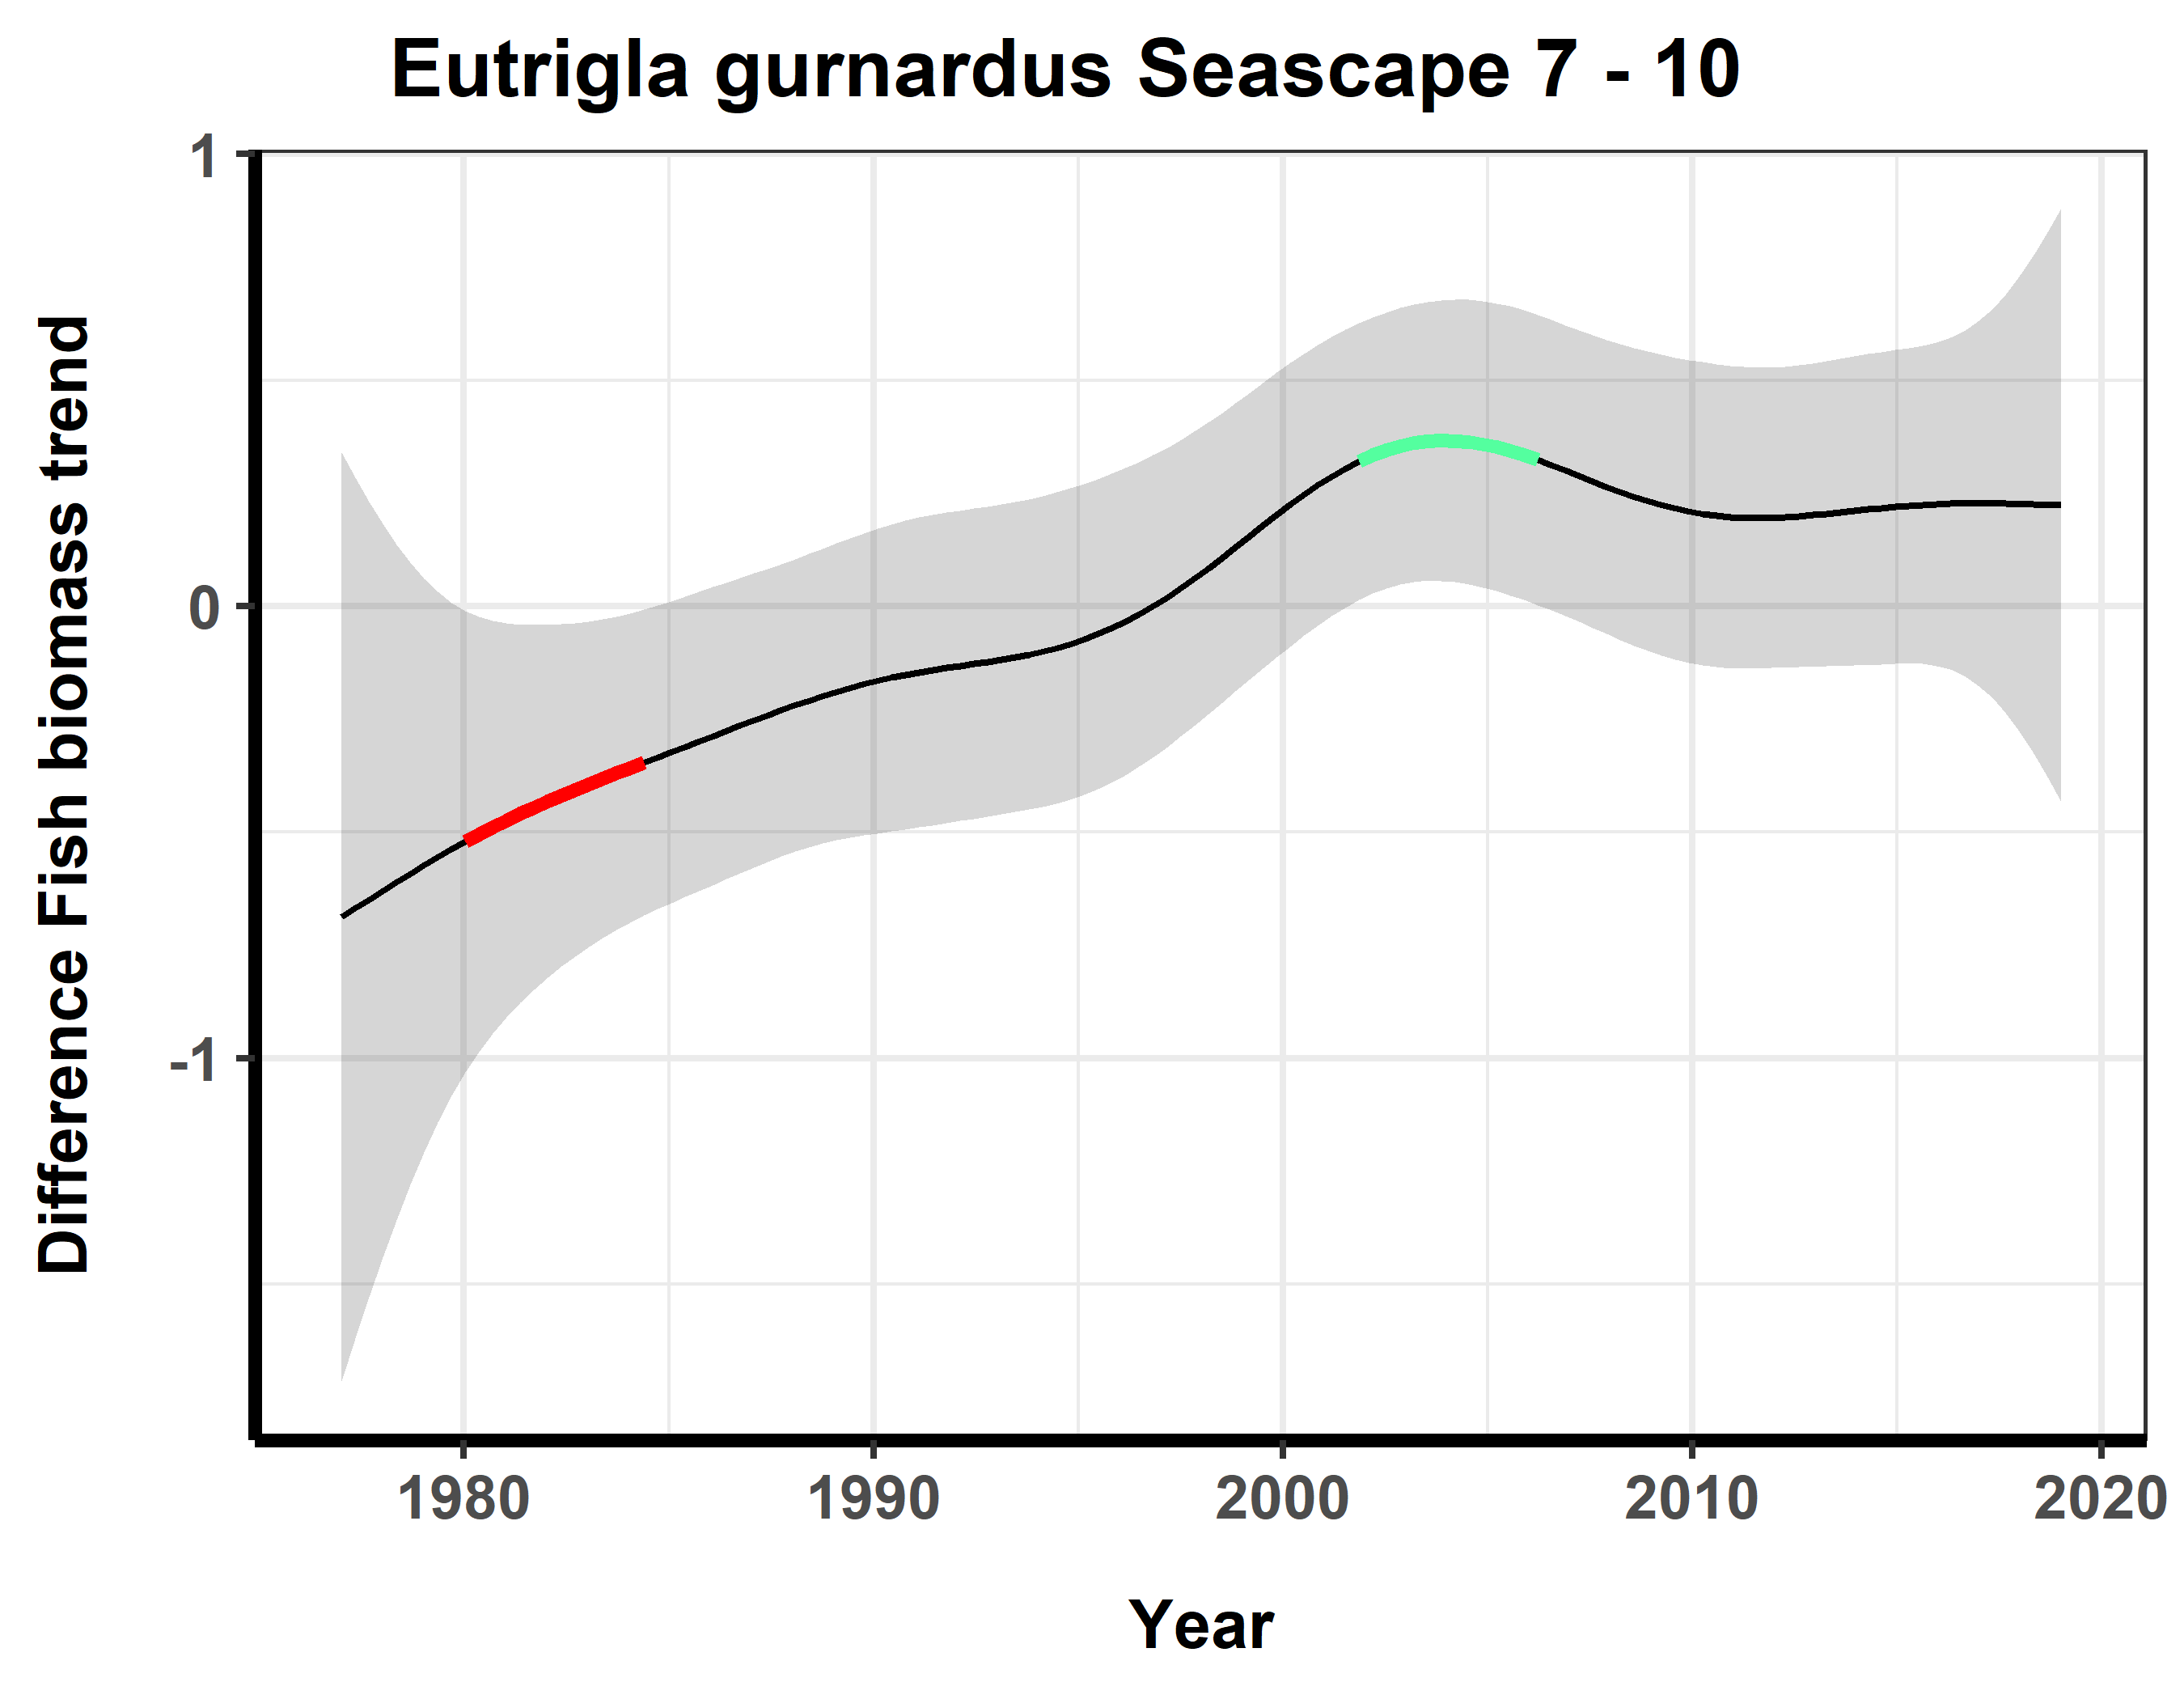 Eutrigla gurnardus Seascape 7 - 10
Difference Fish biomass trend
1
0
-1
1980 1990 2000 2010 2020
Year